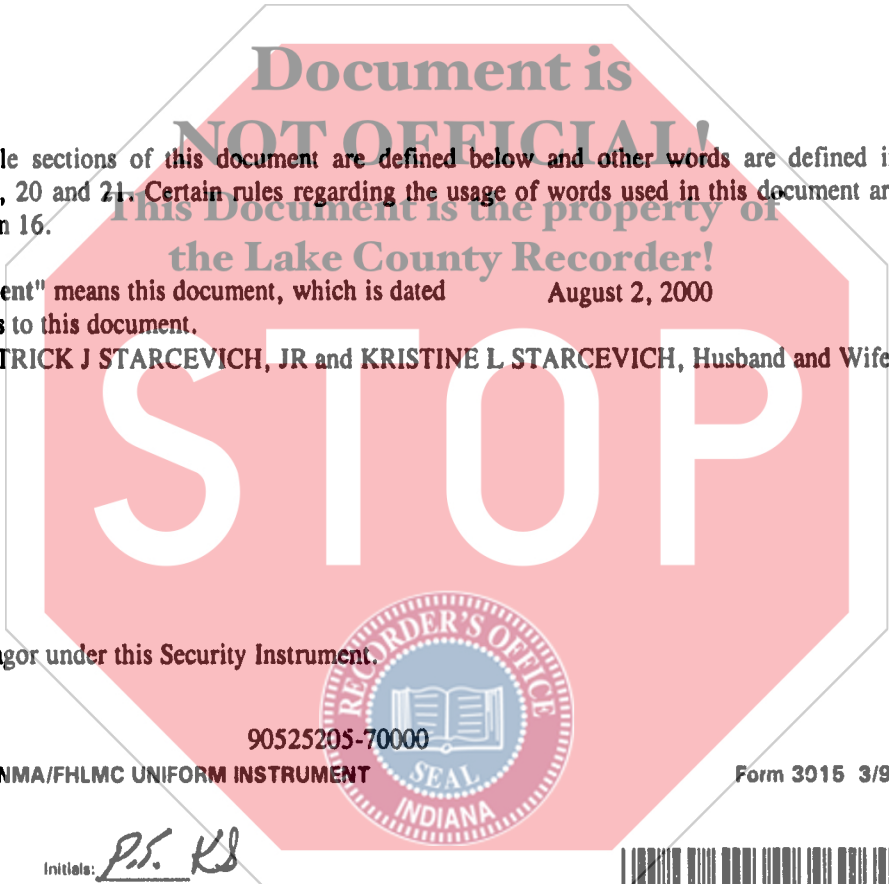 Document is
NOT OFFICIAL!
le sections of this document are defined below and other words are defined i
, 20 and 21. Certain rules regarding the usage of words used in this document ar
This Document is the property of
n 16.
the Lake County Recorder!
ent" means this document, which is dated August 2, 2000
s to this document.
TRICK J STARCEVICH, JR and KRISTINE L STARCEVICH, Husband and Wife
STOP
gor under this Security Instrument.
RECORDER'S OFFICE
90525205-70000
SEAL
NMA/FHLMC UNIFORM INSTRUMENT Form 3015 3/9
INDIANA
Initials: P.S. KS